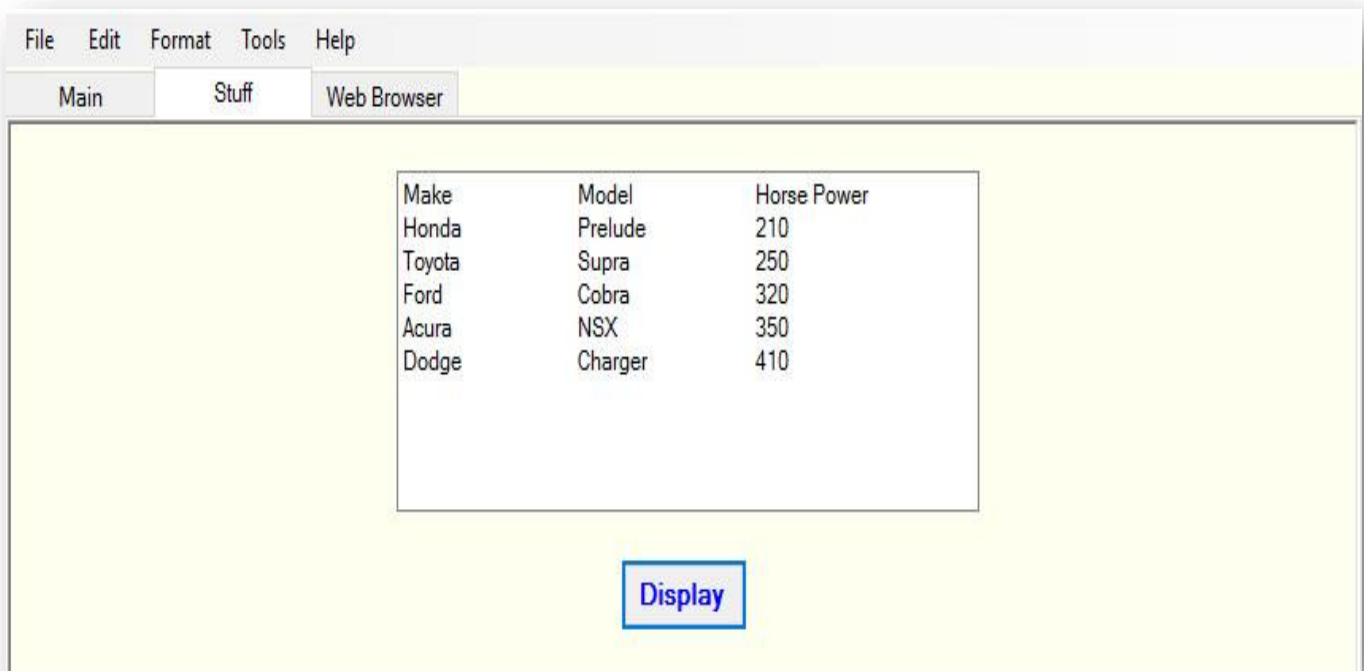 File Edit Format Tools Help
Main Stuff Web Browser
Make Model Horse Power
Honda Prelude 210
Toyota Supra 250
Ford Cobra 320
Acura NSX 350
Dodge Charger 410
Display